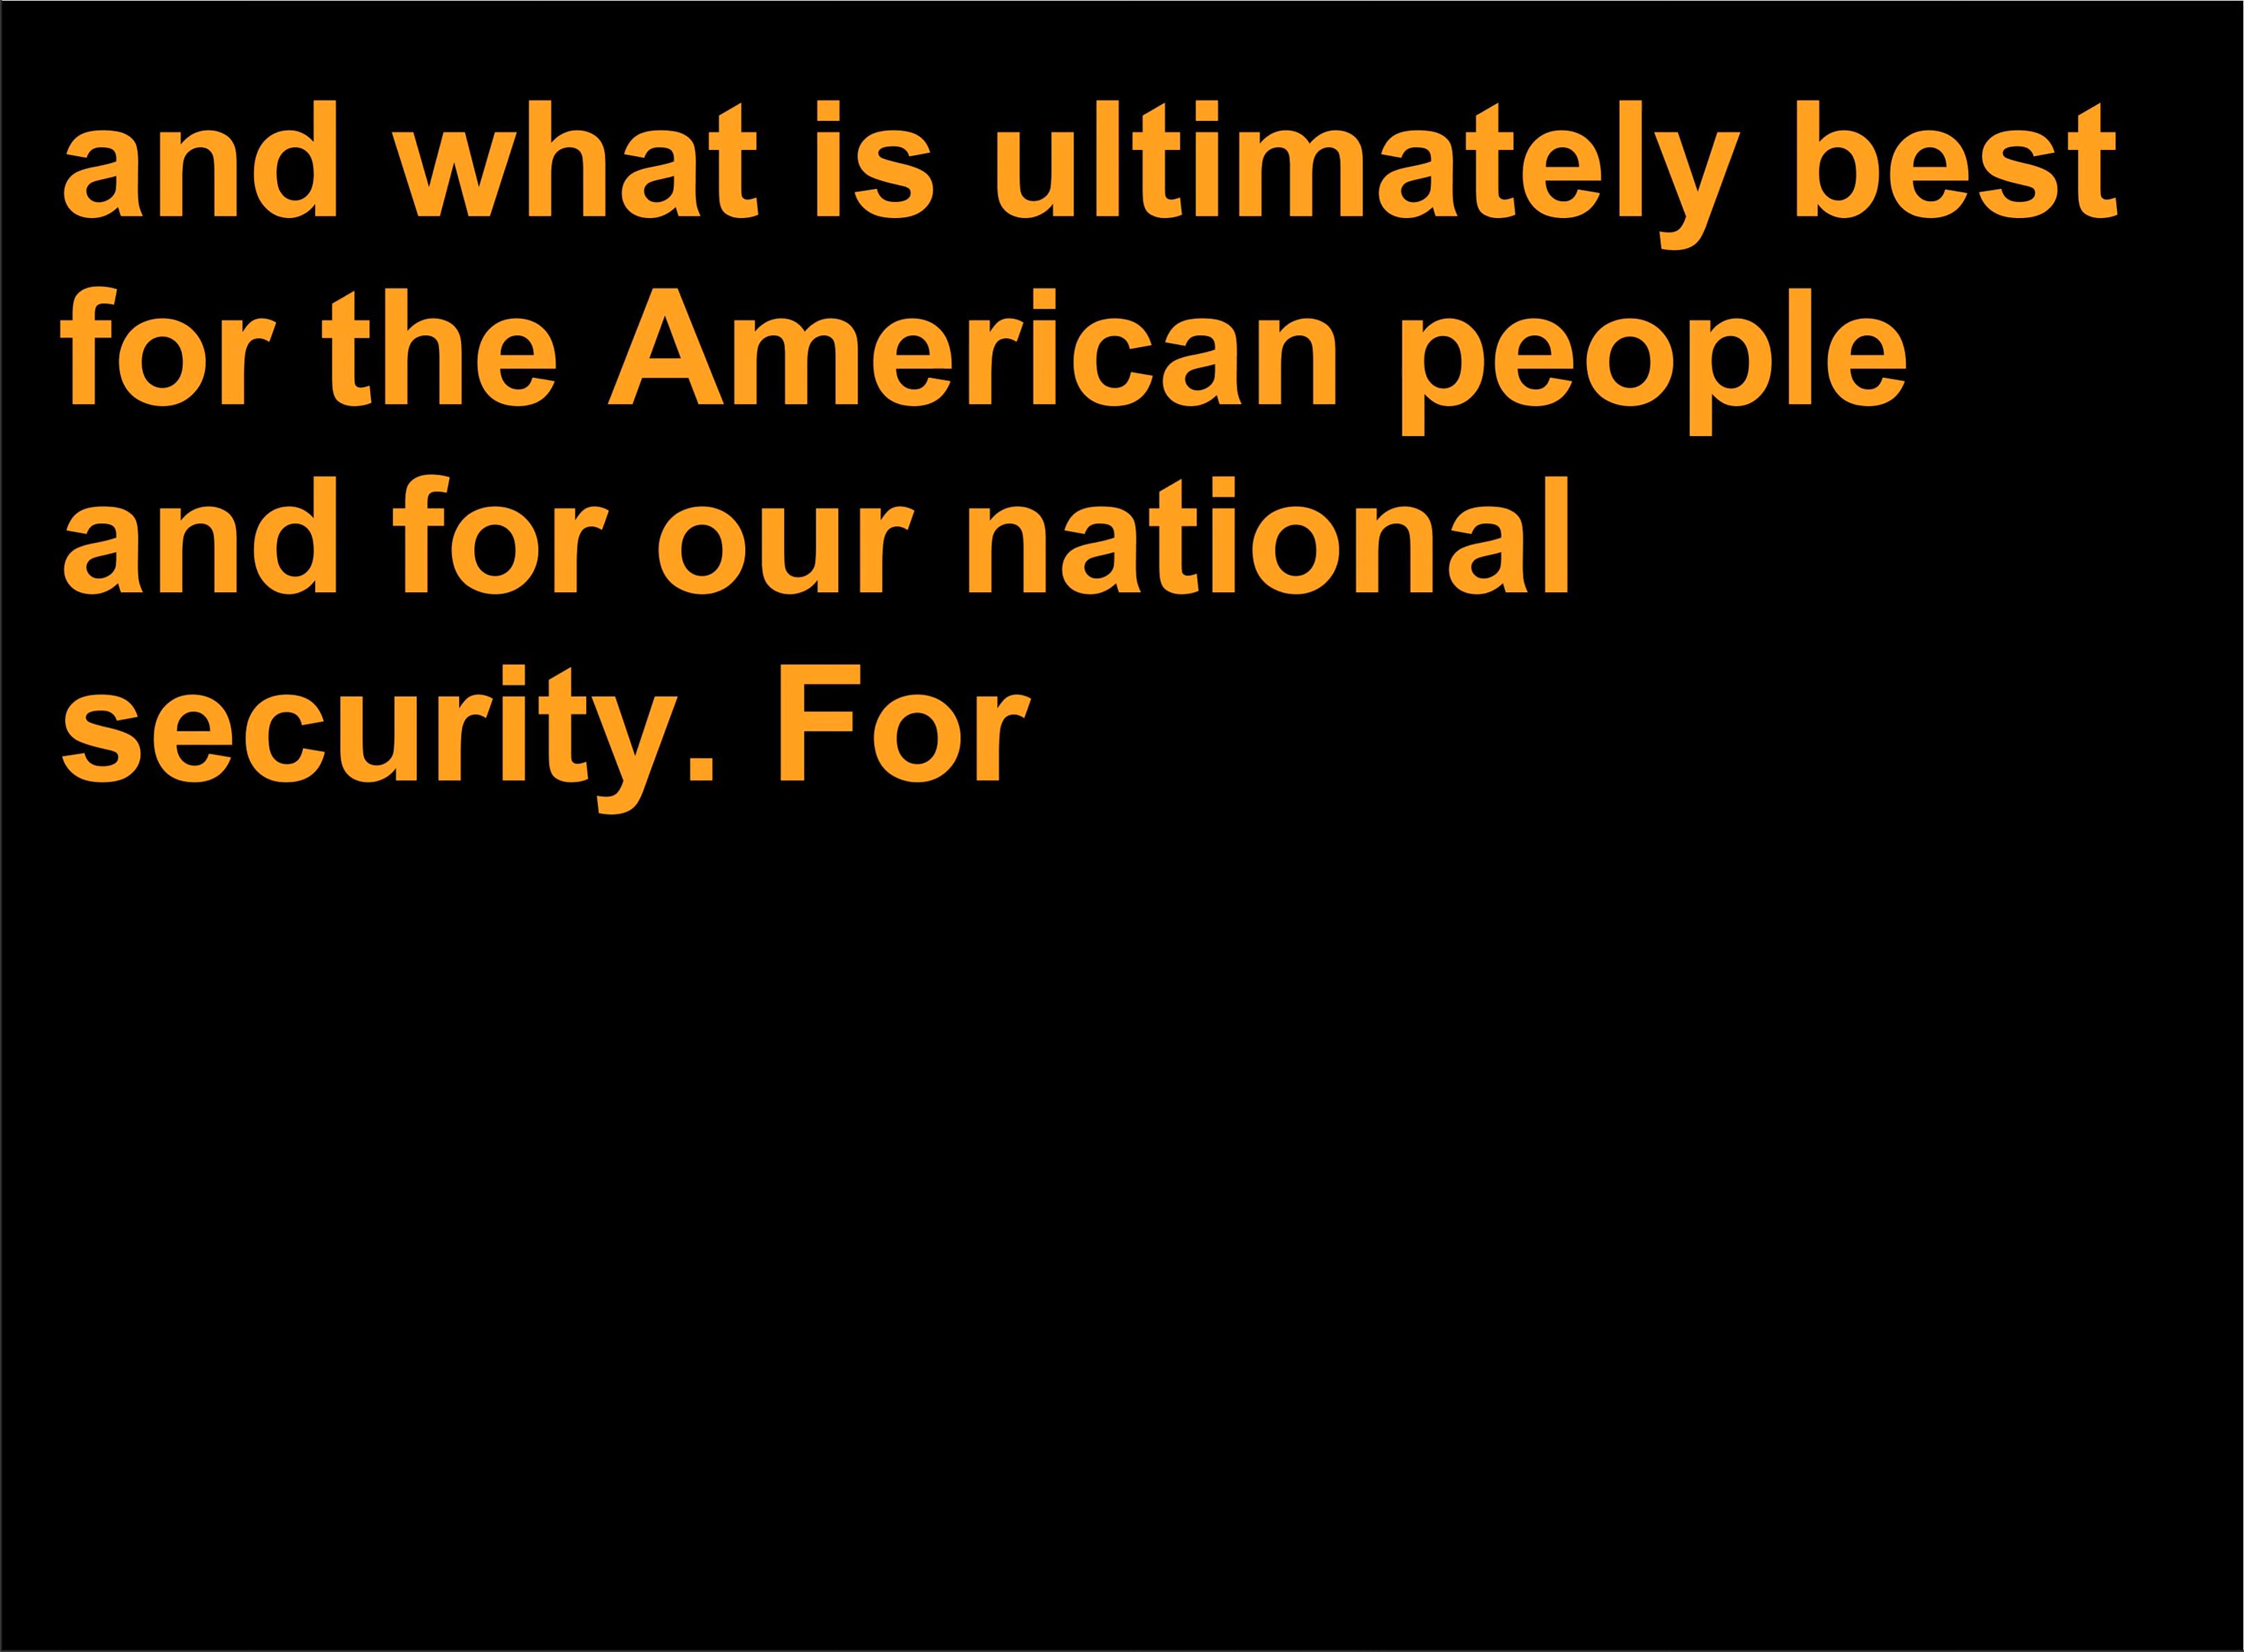 and what is ultimately best
for the American people
and for our national
security. For